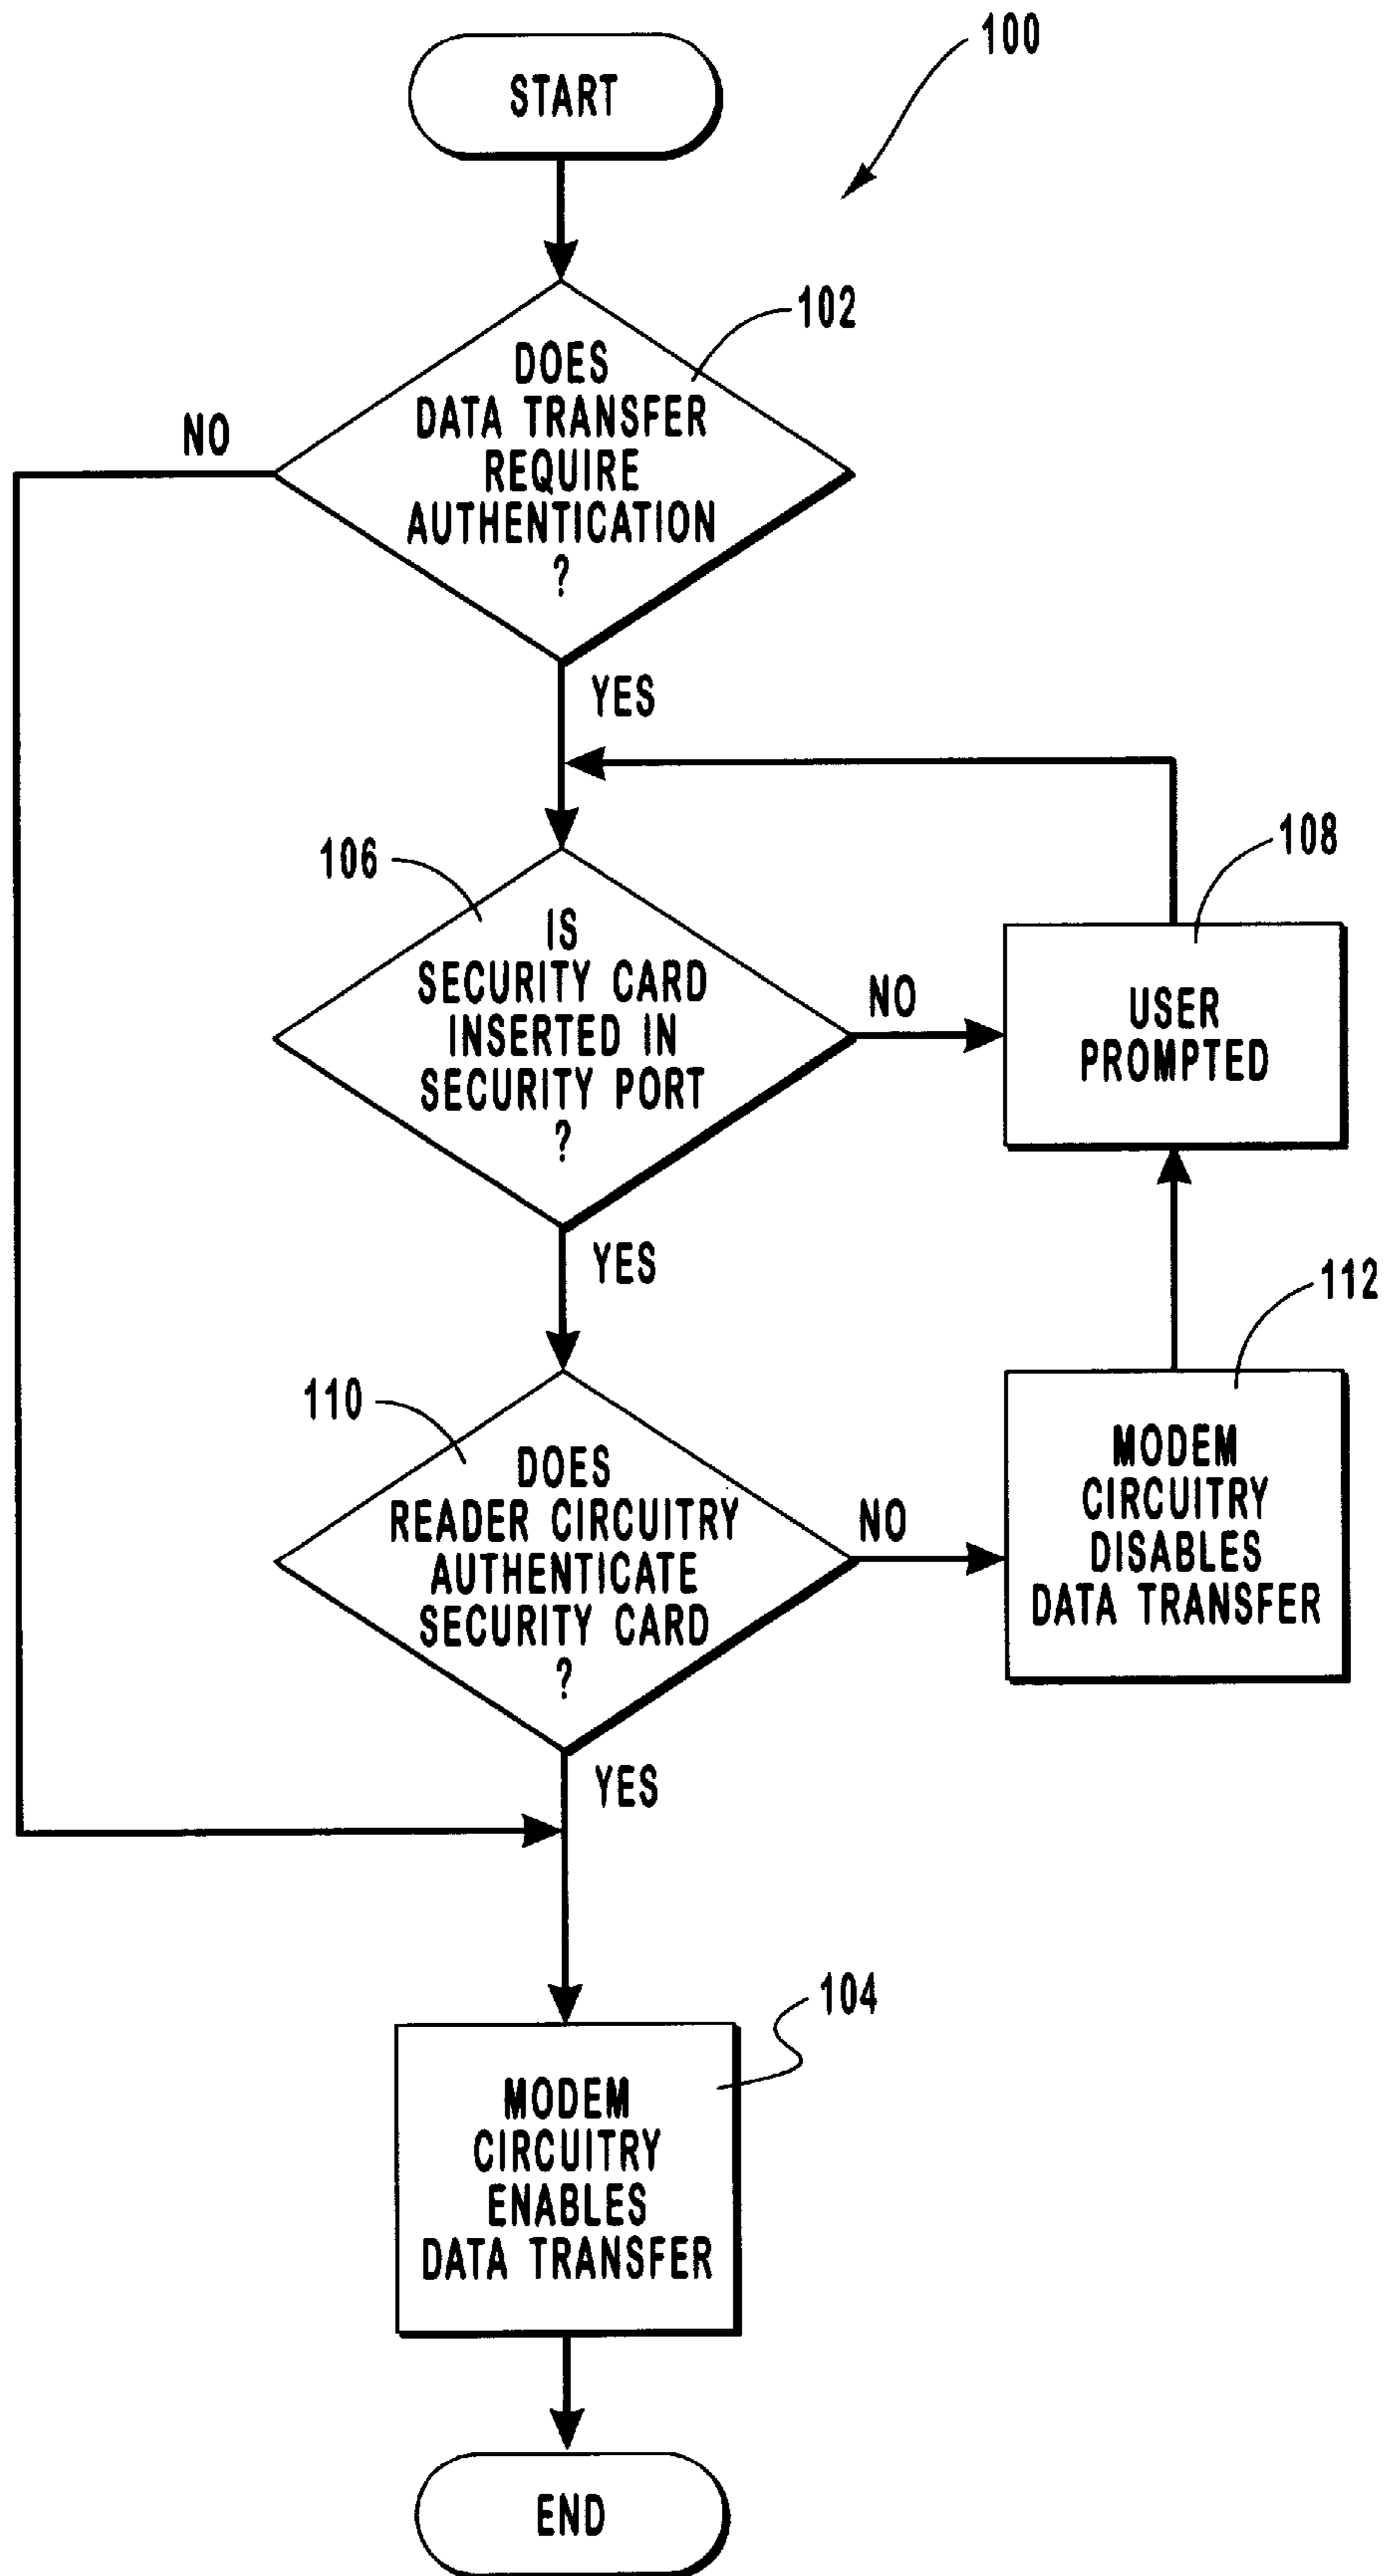 100
START
102
DOES
DATA TRANSFER
REQUIRE
AUTHENTICATION
?
NO
YES
106
IS
SECURITY CARD
INSERTED IN
SECURITY PORT
?
NO
108
USER
PROMPTED
YES
110
DOES
READER CIRCUITRY
AUTHENTICATE
SECURITY CARD
?
NO
112
MODEM
CIRCUITRY
DISABLES
DATA TRANSFER
YES
104
MODEM
CIRCUITRY
ENABLES
DATA TRANSFER
END